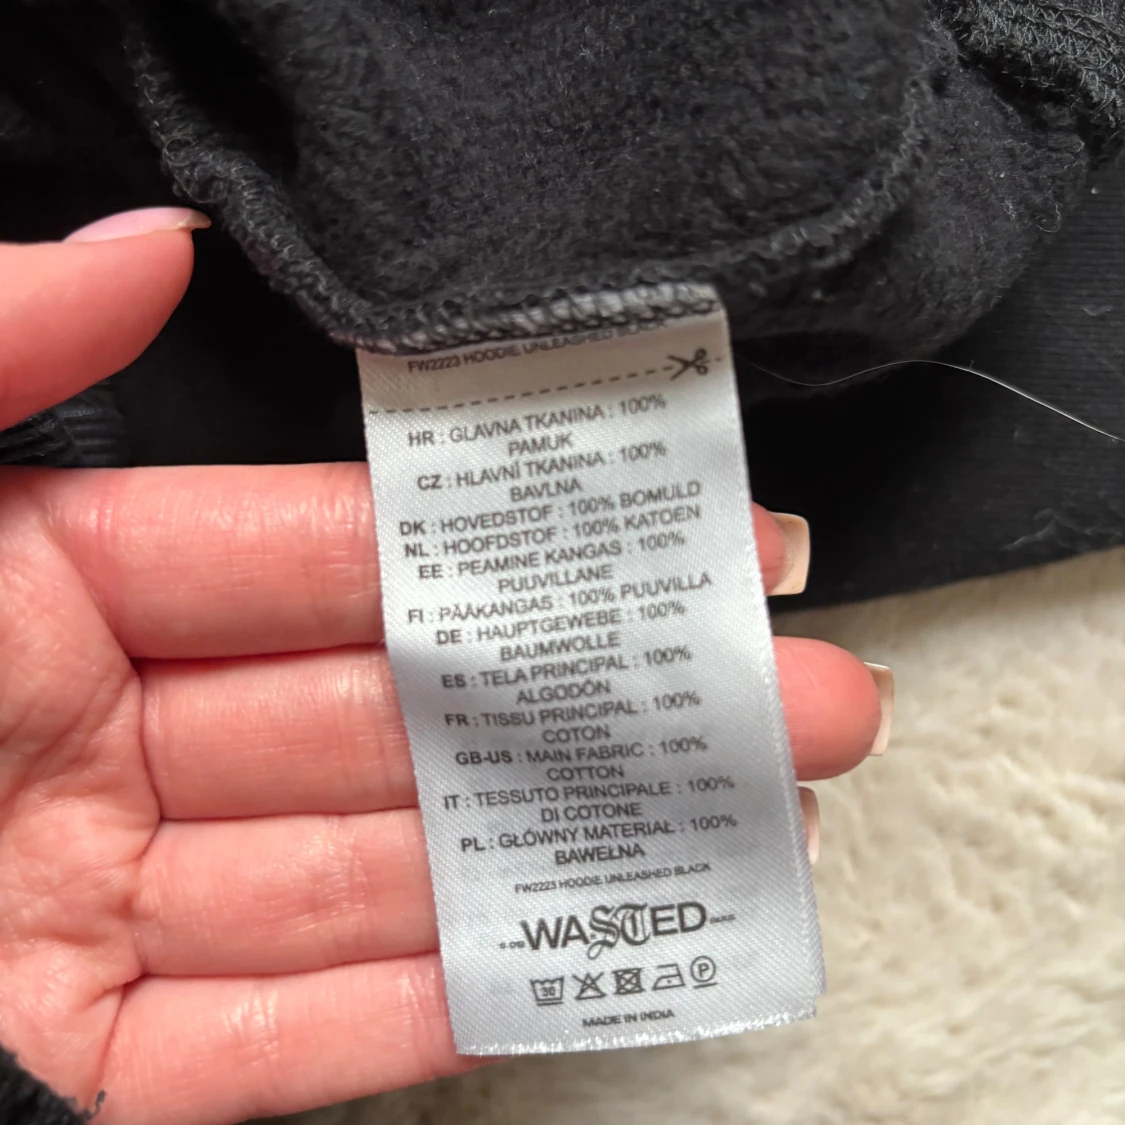 FW2223 HOODIE UNLEASHED BLACK
HR : GLAVNA TKANINA : 100%
PAMUK
CZ : HLAVNÍ TKANINA : 100%
BAVLNA
DK : HOVEDSTOF : 100% BOMULD
NL : HOOFDSTOF : 100% KATOEN
EE : PEAMINE KANGAS : 100%
PUUVILLANE
FI : PÄÄKANGAS : 100% PUUVILLA
DE : HAUPTGEWEBE : 100%
BAUMWOLLE
ES : TELA PRINCIPAL : 100%
ALGODÓN
FR : TISSU PRINCIPAL : 100%
COTON
GB-US : MAIN FABRIC : 100%
COTTON
IT : TESSUTO PRINCIPALE : 100%
DI COTONE
PL : GŁÓWNY MATERIAŁ : 100%
BAWEŁNA
FW2223 HOODIE UNLEASHED BLACK
WASTED PARIS
30 P
MADE IN INDIA